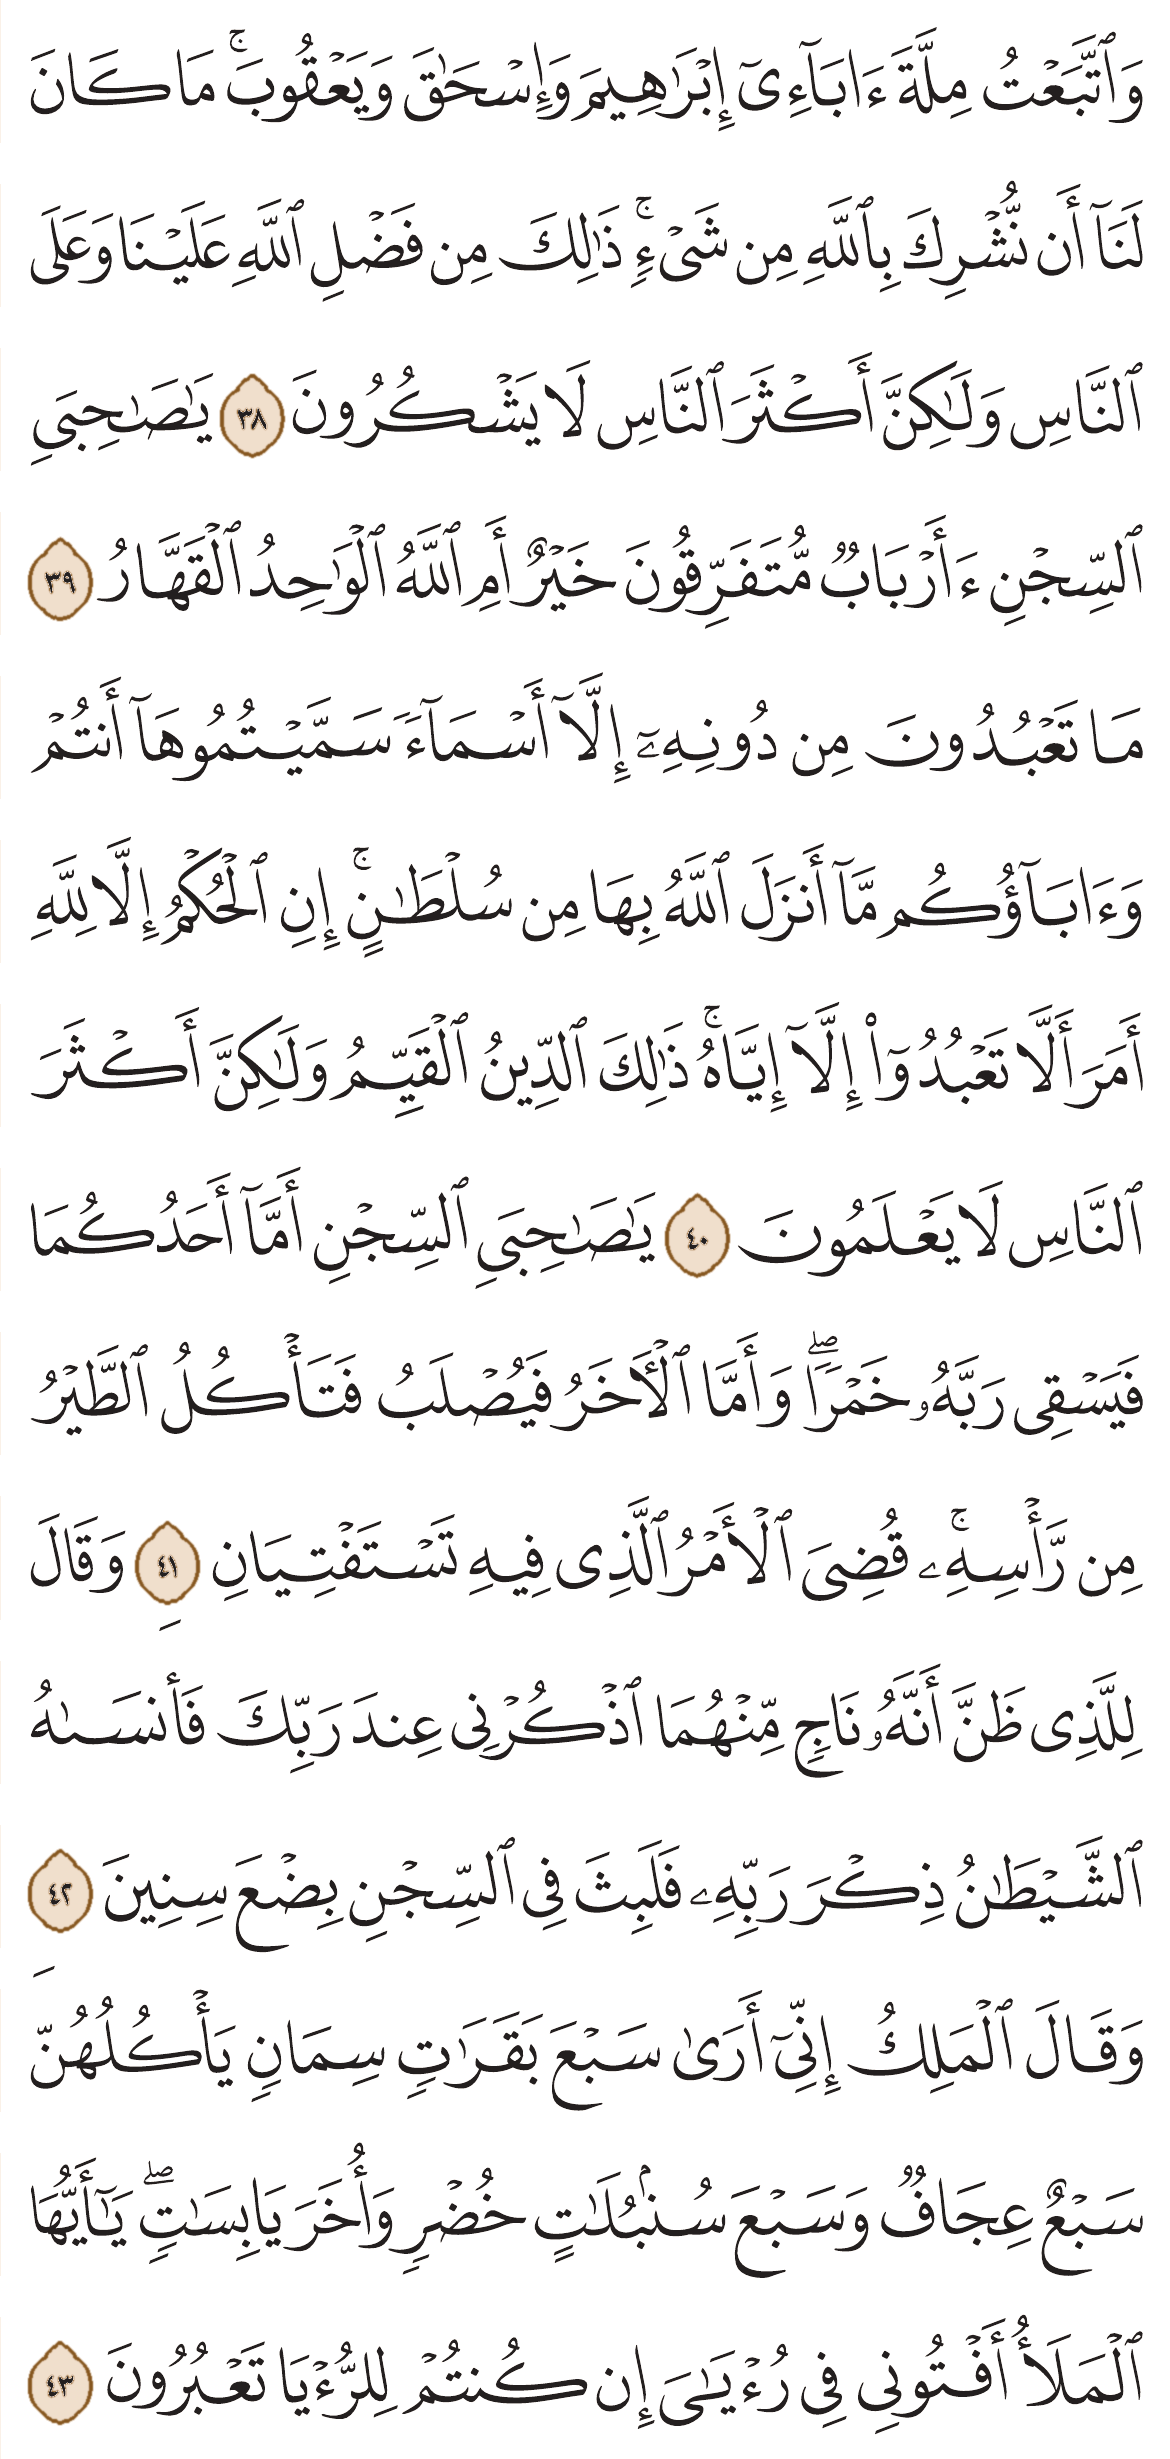 وَٱتَّبَعۡتُ مِلَّةَ ءَابَآءِيٓ إِبۡرَٰهِيمَ وَإِسۡحَٰقَ وَيَعۡقُوبَۚ مَا كَانَ
لَنَآ أَن نُّشۡرِكَ بِٱللَّهِ مِن شَيۡءٖۚ ذَٰلِكَ مِن فَضۡلِ ٱللَّهِ عَلَيۡنَا وَعَلَى
ٱلنَّاسِ وَلَٰكِنَّ أَكۡثَرَ ٱلنَّاسِ لَا يَشۡكُرُونَ ٣٨ يَٰصَٰحِبَيِ
ٱلسِّجۡنِ ءَأَرۡبَابٞ مُّتَفَرِّقُونَ خَيۡرٌ أَمِ ٱللَّهُ ٱلۡوَٰحِدُ ٱلۡقَهَّارُ ٣٩
مَا تَعۡبُدُونَ مِن دُونِهِۦٓ إِلَّآ أَسۡمَآءٗ سَمَّيۡتُمُوهَآ أَنتُمۡ
وَءَابَآؤُكُم مَّآ أَنزَلَ ٱللَّهُ بِهَا مِن سُلۡطَٰنٍۚ إِنِ ٱلۡحُكۡمُ إِلَّا لِلَّهِ
أَمَرَ أَلَّا تَعۡبُدُوٓاْ إِلَّآ إِيَّاهُۚ ذَٰلِكَ ٱلدِّينُ ٱلۡقَيِّمُ وَلَٰكِنَّ أَكۡثَرَ
ٱلنَّاسِ لَا يَعۡلَمُونَ ٤٠ يَٰصَٰحِبَيِ ٱلسِّجۡنِ أَمَّآ أَحَدُكُمَا
فَيَسۡقِي رَبَّهُۥ خَمۡرٗاۖ وَأَمَّا ٱلۡأٓخَرُ فَيُصۡلَبُ فَتَأۡكُلُ ٱلطَّيۡرُ
مِن رَّأۡسِهِۦۚ قُضِيَ ٱلۡأَمۡرُ ٱلَّذِي فِيهِ تَسۡتَفۡتِيَانِ ٤١ وَقَالَ
لِلَّذِي ظَنَّ أَنَّهُۥ نَاجٖ مِّنۡهُمَا ٱذۡكُرۡنِي عِندَ رَبِّكَ فَأَنسَىٰهُ
ٱلشَّيۡطَٰنُ ذِكۡرَ رَبِّهِۦ فَلَبِثَ فِي ٱلسِّجۡنِ بِضۡعَ سِنِينَ ٤٢
وَقَالَ ٱلۡمَلِكُ إِنِّيٓ أَرَىٰ سَبۡعَ بَقَرَٰتٖ سِمَانٖ يَأۡكُلُهُنَّ
سَبۡعٌ عِجَافٞ وَسَبۡعَ سُنۢبُلَٰتٍ خُضۡرٖ وَأُخَرَ يَابِسَٰتٖۖ يَٰٓأَيُّهَا
ٱلۡمَلَأُ أَفۡتُونِي فِي رُءۡيَٰيَ إِن كُنتُمۡ لِلرُّءۡيَا تَعۡبُرُونَ ٤٣